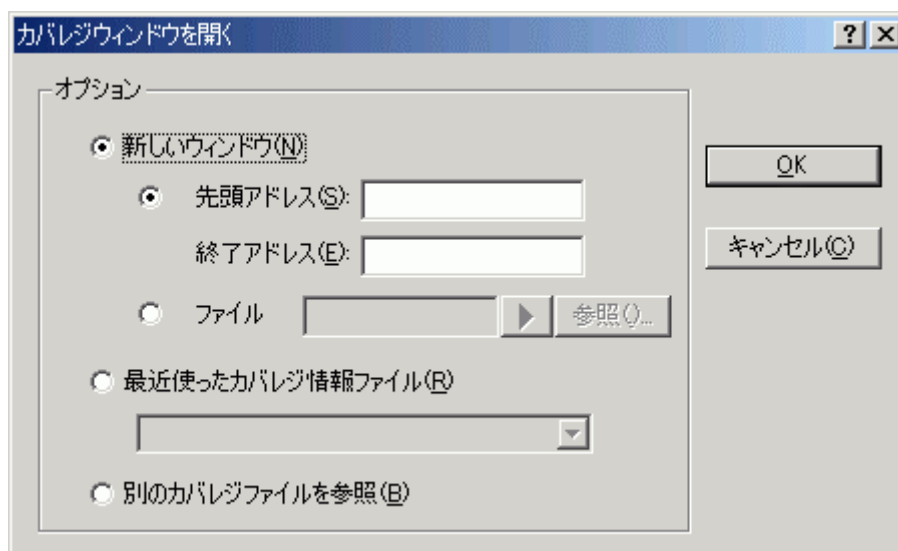 カバレジウィンドウを開く
オプション
新しいウィンドウ(N)
先頭アドレス(S):
終了アドレス(E):
ファイル
参照()...
最近使ったカバレジ情報ファイル(R)
別のカバレジファイルを参照(B)
OK
キャンセル(C)